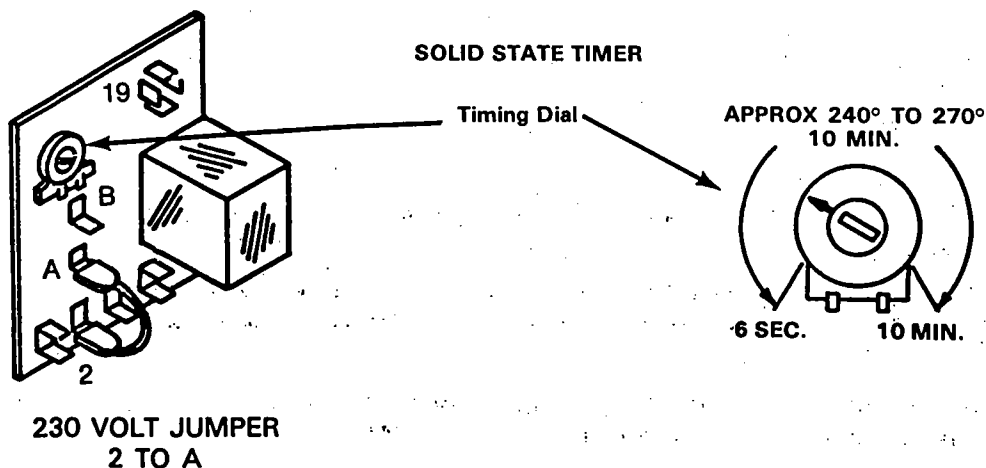 SOLID STATE TIMER
19
Timing Dial
APPROX 240° TO 270°
10 MIN.
B
A
2
6 SEC.
10 MIN.
230 VOLT JUMPER
2 TO A